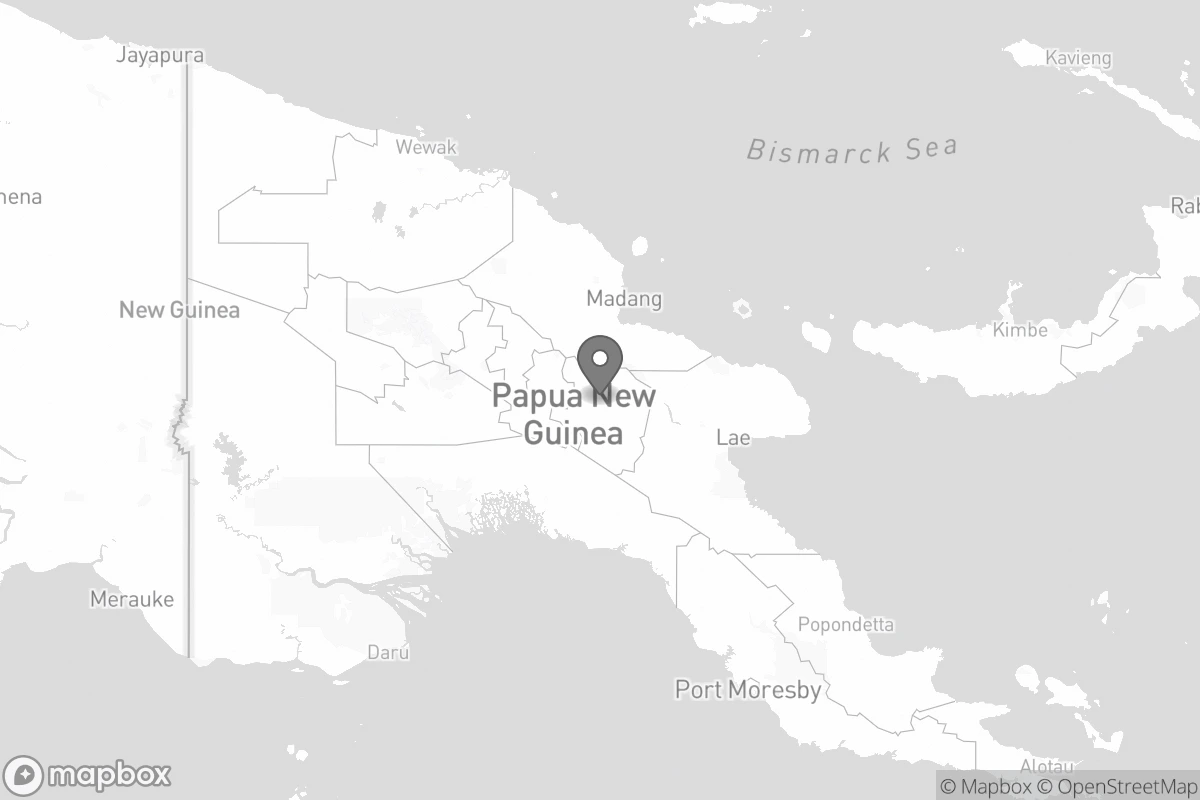 Jayapura
Kavieng
Wewak
Bismarck Sea
nena
Rab
New Guinea
Madang
Kimbe
Papua New
Guinea
Lae
Merauke
Popondetta
Daru
Port Moresby
Alotau
mapbox
© Mapbox © OpenStreetMap